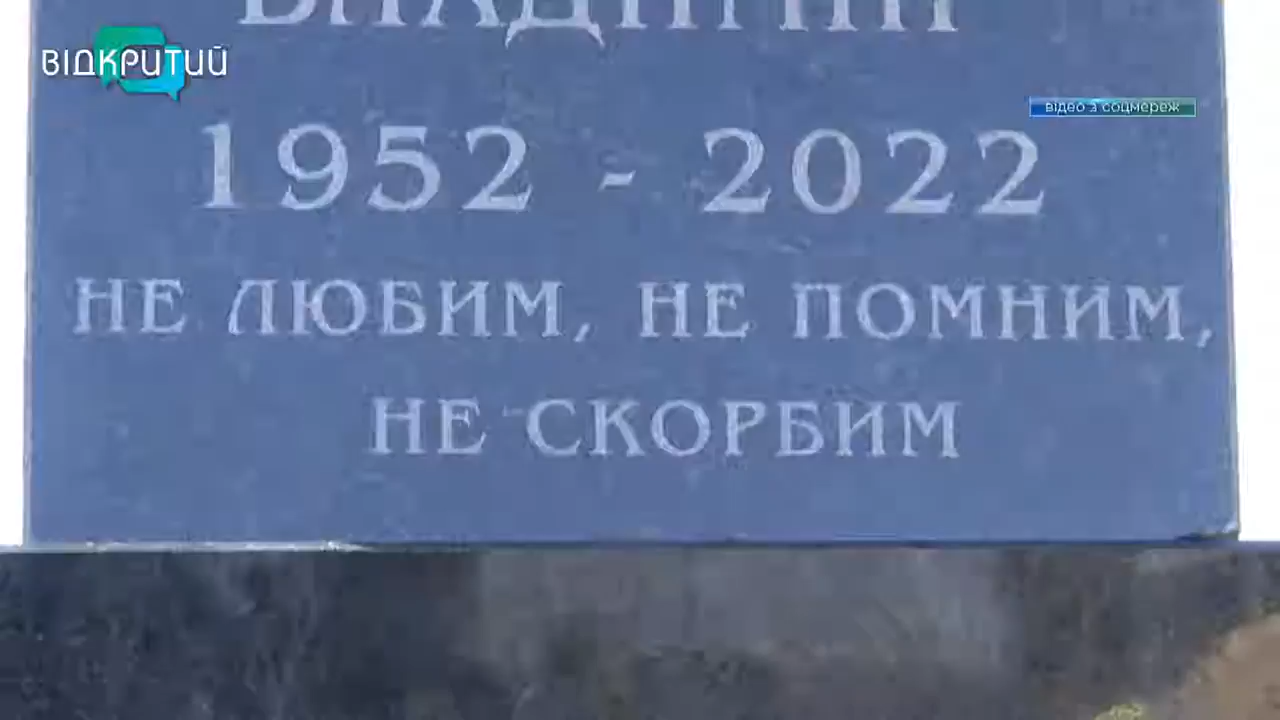 ВІДКРИТИЙ
відео з соцмереж
1952 - 2022
НЕ ЛЮБИМ, НЕ ПОМНИМ,
НЕ СКОРБИМ